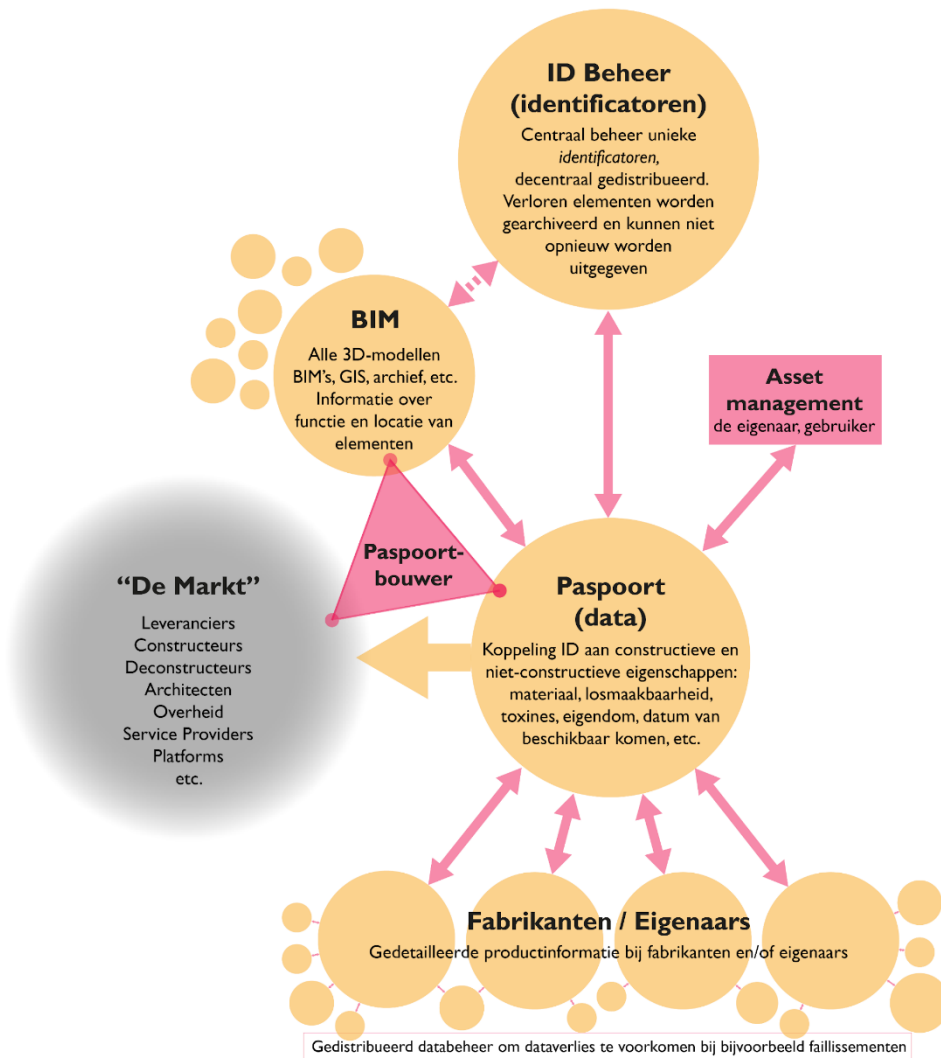 ID Beheer
(identificatoren)
Centraal beheer unieke
identificatoren,
decentraal gedistribueerd.
Verloren elementen worden
gearchiveerd en kunnen niet
opnieuw worden
uitgegeven
BIM
Alle 3D-modellen
BIM's, GIS, archief, etc.
Informatie over
functie en locatie van
elementen
Asset
management
de eigenaar, gebruiker
Paspoort-
bouwer
“De Markt”
Leveranciers
Constructeurs
Deconstructeurs
Architecten
Overheid
Service Providers
Platforms
etc.
Paspoort
(data)
Koppeling ID aan constructieve en
niet-constructieve eigenschappen:
materiaal, losmaakbaarheid,
toxines, eigendom, datum van
beschikbaar komen, etc.
Fabrikanten / Eigenaars
Gedetailleerde productinformatie bij fabrikanten en/of eigenaars
Gedistribueerd databeheer om dataverlies te voorkomen bij bijvoorbeeld faillissementen